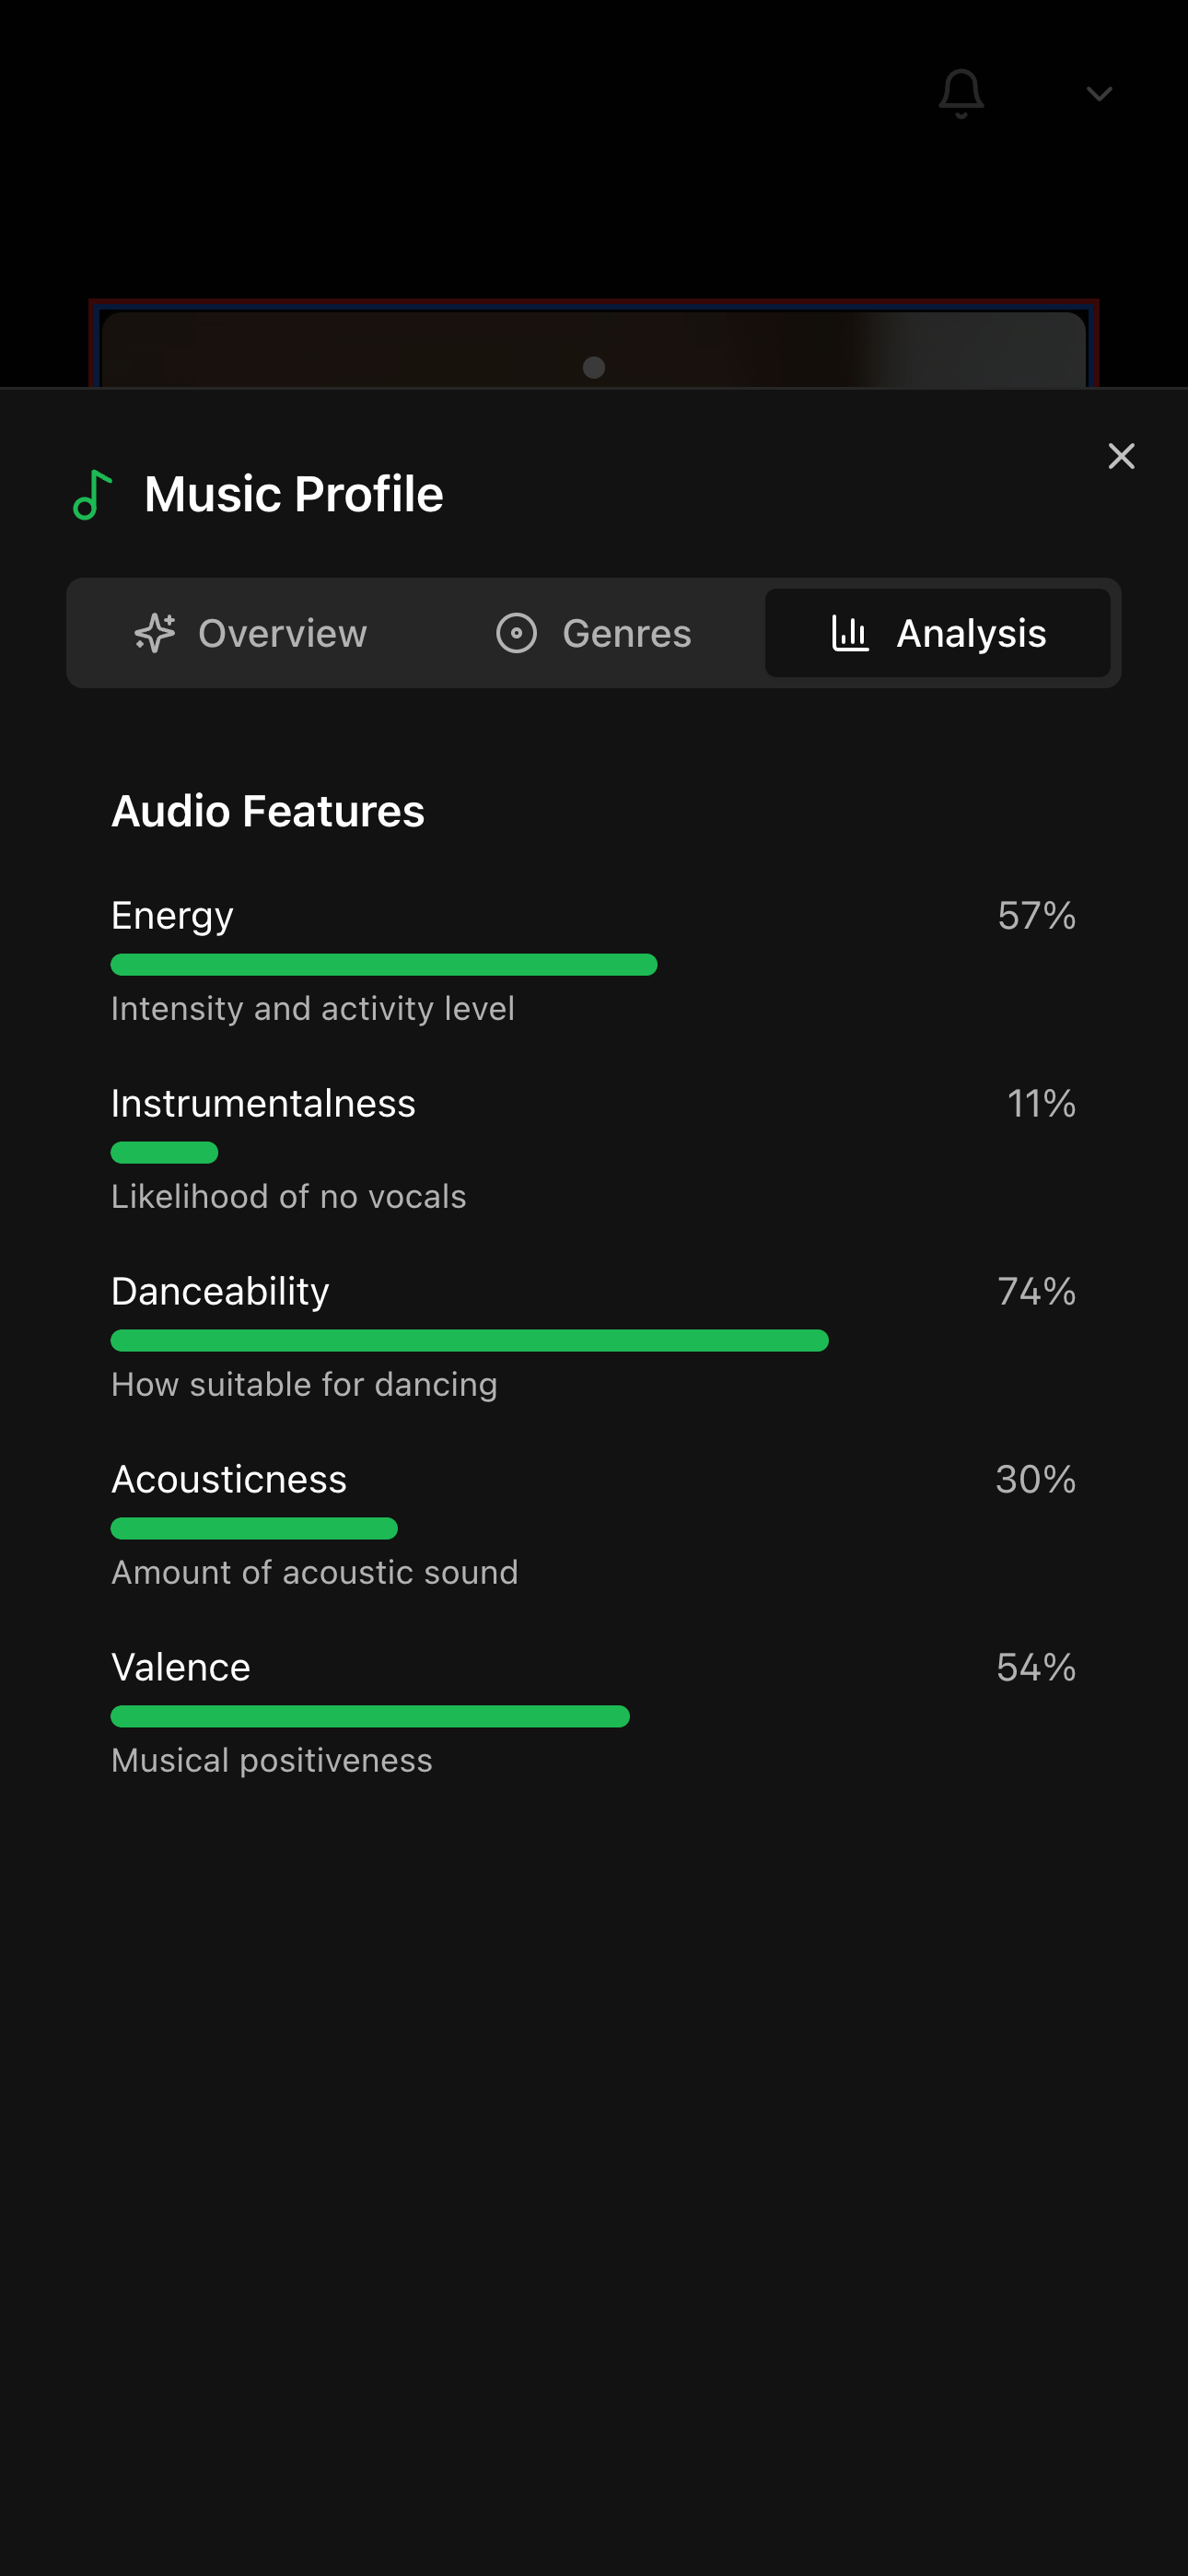 Music Profile
Overview Genres Analysis
Audio Features
Energy 57%
Intensity and activity level
Instrumentalness 11%
Likelihood of no vocals
Danceability 74%
How suitable for dancing
Acousticness 30%
Amount of acoustic sound
Valence 54%
Musical positiveness